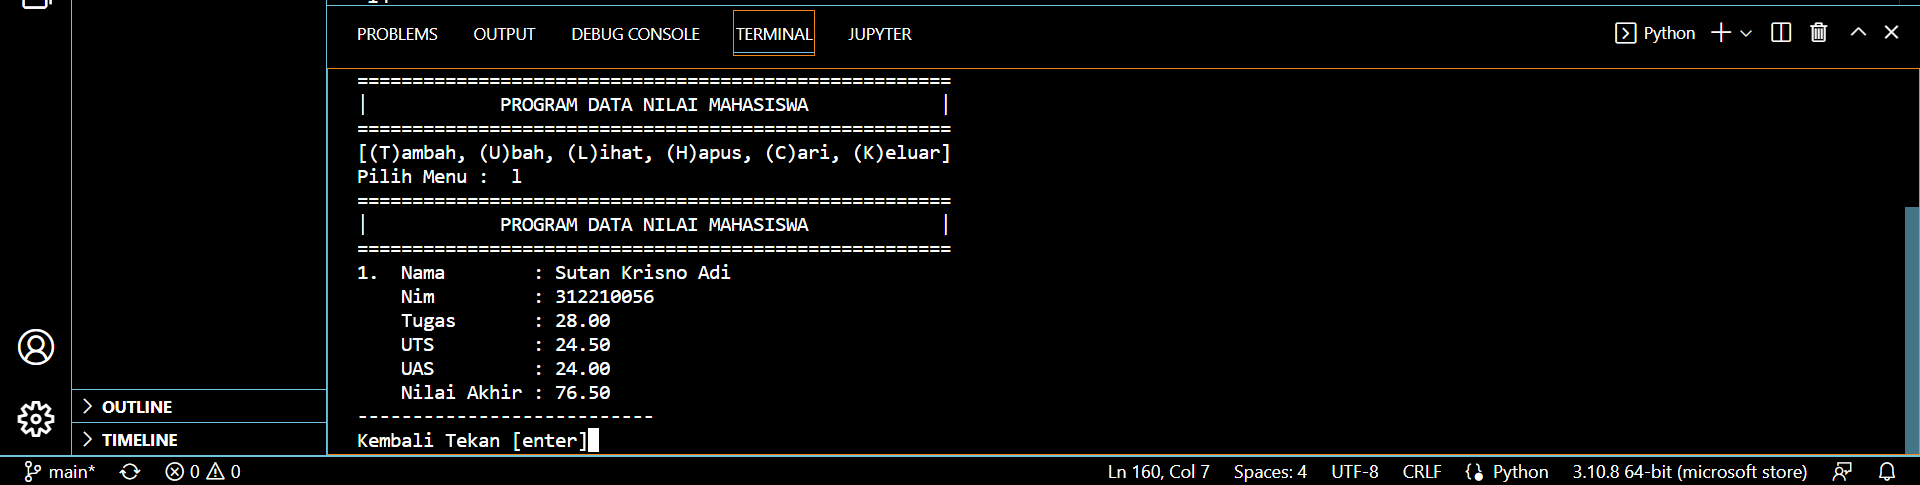 PROBLEMS OUTPUT DEBUG CONSOLE TERMINAL JUPYTER Python
======================================================
| PROGRAM DATA NILAI MAHASISWA |
======================================================
[(T)ambah, (U)bah, (L)ihat, (H)apus, (C)ari, (K)eluar]
Pilih Menu : l
======================================================
| PROGRAM DATA NILAI MAHASISWA |
======================================================
1. Nama : Sutan Krisno Adi
Nim : 312210056
Tugas : 28.00
UTS : 24.50
UAS : 24.00
Nilai Akhir : 76.50
---------------------------
Kembali Tekan [enter]
OUTLINE
TIMELINE
main* 0 0 Ln 160, Col 7 Spaces: 4 UTF-8 CRLF Python 3.10.8 64-bit (microsoft store)